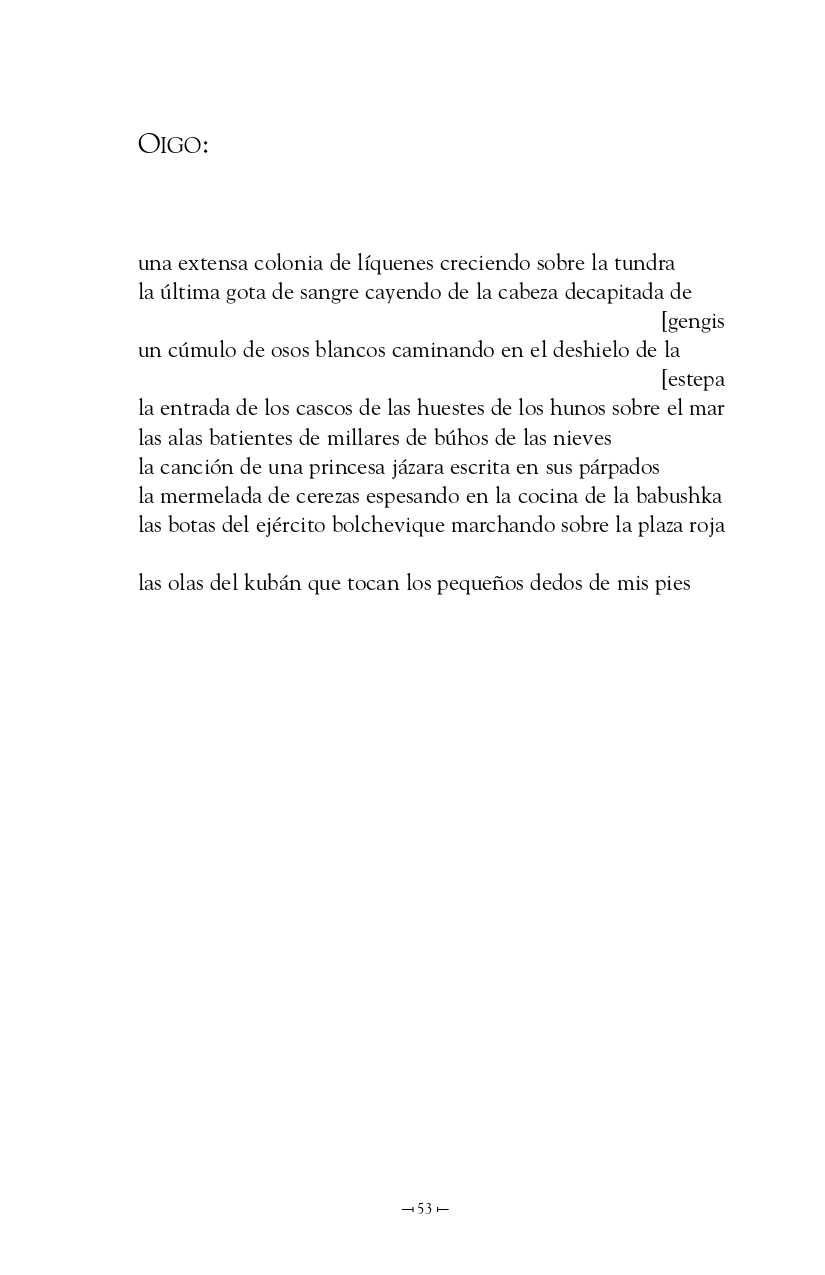 OIGO:
una extensa colonia de líquenes creciendo sobre la tundra
la última gota de sangre cayendo de la cabeza decapitada de
[gengis
un cúmulo de osos blancos caminando en el deshielo de la
[estepa
la entrada de los cascos de las huestes de los hunos sobre el mar
las alas batientes de millares de búhos de las nieves
la canción de una princesa jázara escrita en sus párpados
la mermelada de cerezas espesando en la cocina de la babushka
las botas del ejército bolchevique marchando sobre la plaza roja
las olas del kubán que tocan los pequeños dedos de mis pies
53